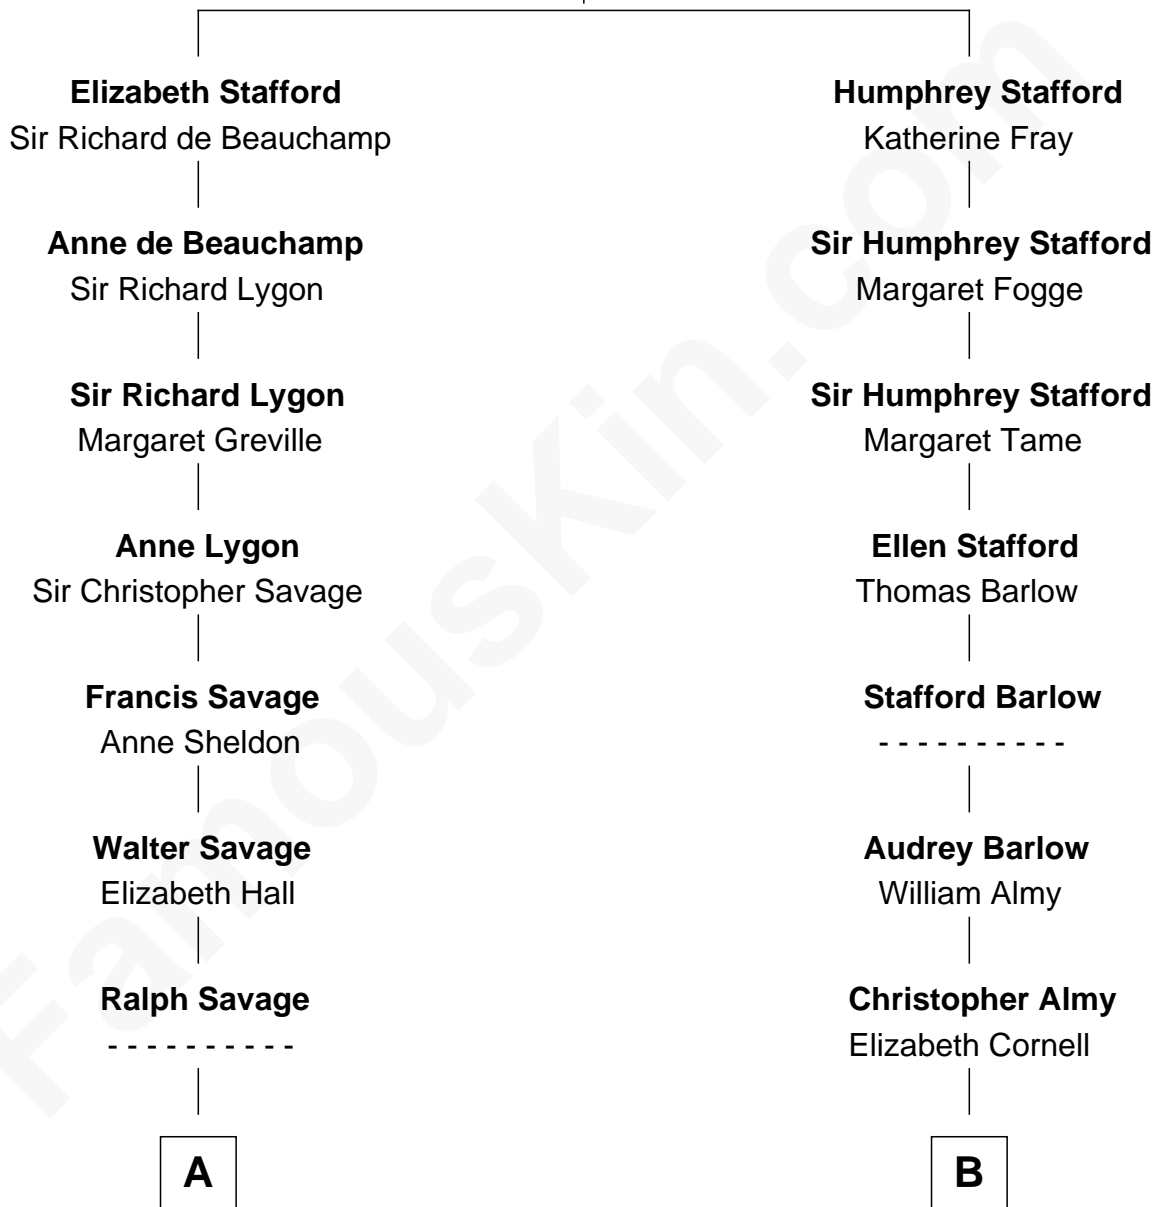 Elizabeth Stafford
Sir Richard de Beauchamp
Humphrey Stafford
Katherine Fray
Anne de Beauchamp
Sir Richard Lygon
Sir Humphrey Stafford
Margaret Fogge
Sir Richard Lygon
Margaret Greville
Sir Humphrey Stafford
Margaret Tame
Anne Lygon
Sir Christopher Savage
Ellen Stafford
Thomas Barlow
Francis Savage
Anne Sheldon
Stafford Barlow
- - - - - - - - - -
Walter Savage
Elizabeth Hall
Audrey Barlow
William Almy
Ralph Savage
- - - - - - - - - -
Christopher Almy
Elizabeth Cornell
A
B
FamousKin.com